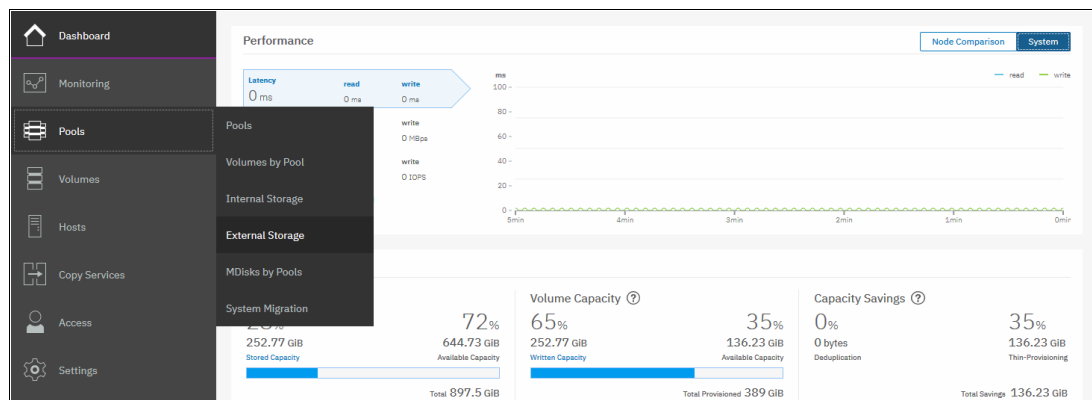 Dashboard
Monitoring
Pools
Volumes
Hosts
Copy Services
Access
Settings
Pools
Volumes by Pool
Internal Storage
External Storage
MDisks by Pools
System Migration
Performance
Node Comparison System
Latency read write
0 ms 0 ms 0 ms
write
0 MBps
write
0 IOPS
ms
read write
100
80
60
40
20
0
5min 4min 3min 2min 1min 0min
72%
252.77 GiB 644.73 GiB
Stored Capacity Available Capacity
Total 897.5 GiB
Volume Capacity ?
65% 35%
252.77 GiB 136.23 GiB
Written Capacity Available Capacity
Total Provisioned 389 GiB
Capacity Savings ?
0% 35%
0 bytes 136.23 GiB
Deduplication Thin-Provisioning
Total Savings 136.23 GiB